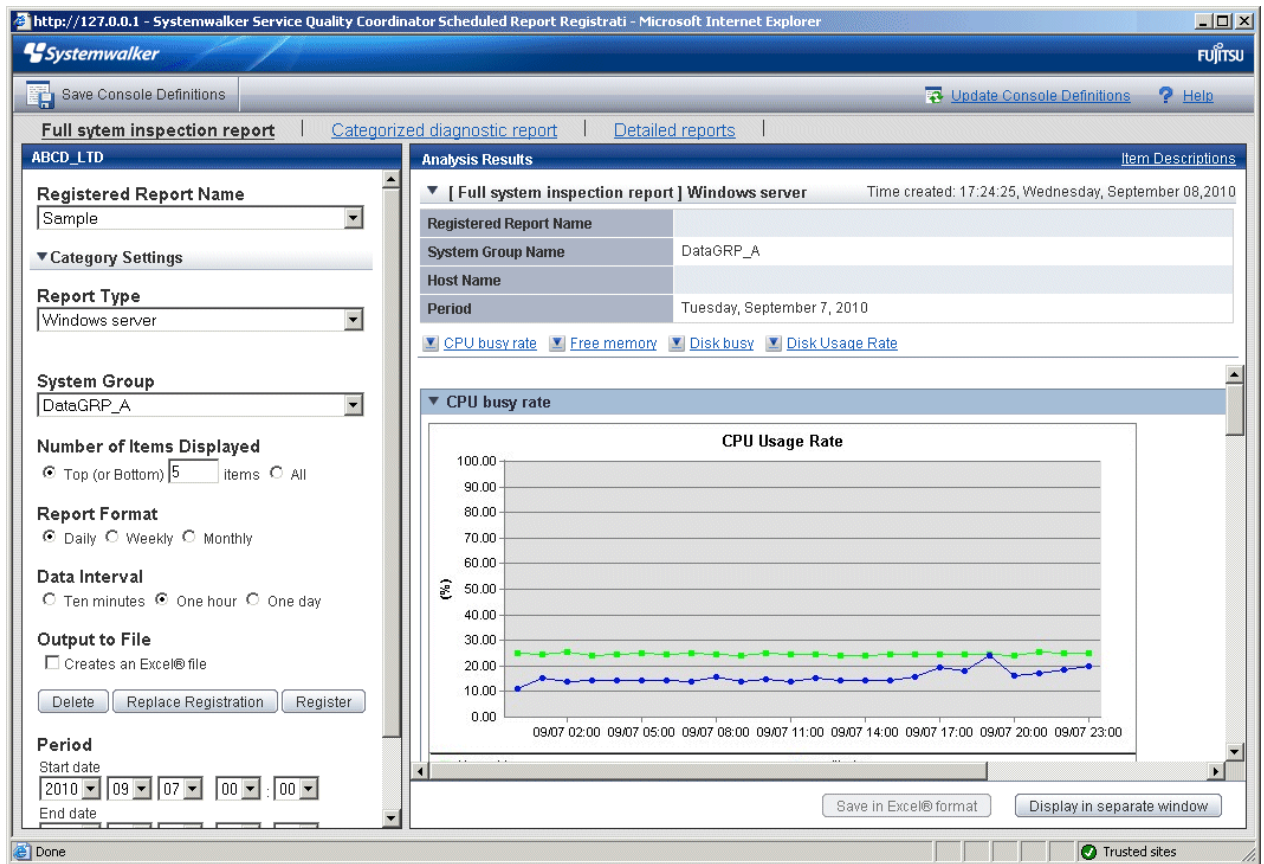 http://127.0.0.1 - Systemwalker Service Quality Coordinator Scheduled Report Registrati - Microsoft Internet Explorer
Systemwalker
FUJITSU
Save Console Definitions
Update Console Definitions
? Help
Full sytem inspection report | Categorized diagnostic report | Detailed reports |
ABCD_LTD
Registered Report Name
Sample
Category Settings
Report Type
Windows server
System Group
DataGRP_A
Number of Items Displayed
Top (or Bottom) 5 items All
Report Format
Daily Weekly Monthly
Data Interval
Ten minutes One hour One day
Output to File
Creates an Excel® file
Delete Replace Registration Register
Period
Start date
2010 09 07 00 : 00
End date
Analysis Results
Item Descriptions
[ Full system inspection report ] Windows server
Time created: 17:24:25, Wednesday, September 08,2010
Registered Report Name
System Group Name DataGRP_A
Host Name
Period Tuesday, September 7, 2010
CPU busy rate Free memory Disk busy Disk Usage Rate
CPU busy rate
CPU Usage Rate
(%)
100.00
90.00
80.00
70.00
60.00
50.00
40.00
30.00
20.00
10.00
0.00
09/07 02:00 09/07 05:00 09/07 08:00 09/07 11:00 09/07 14:00 09/07 17:00 09/07 20:00 09/07 23:00
Save in Excel® format
Display in separate window
Done
Trusted sites